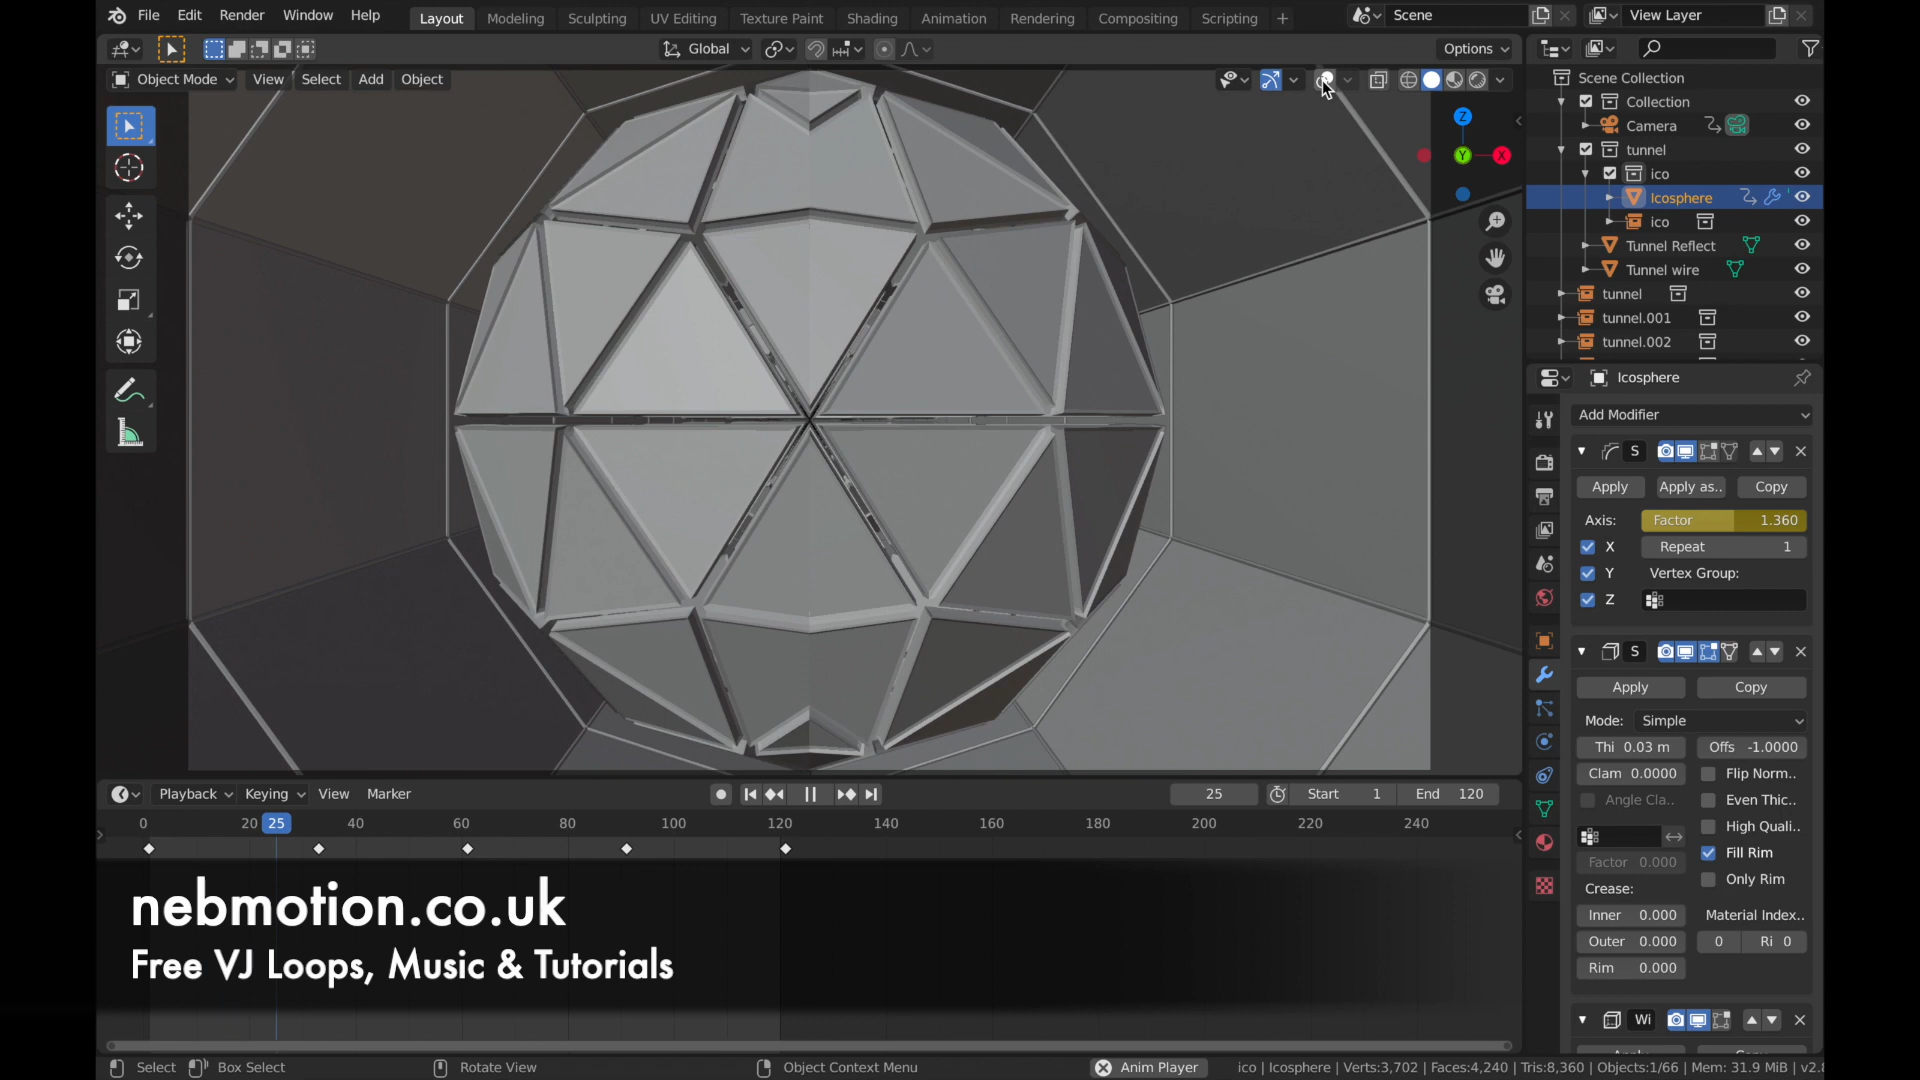 File Edit Render Window Help
Layout Modeling Sculpting UV Editing Texture Paint Shading Animation Rendering Compositing Scripting +
Scene
View Layer
Global
Options
Object Mode View Select Add Object
Z
Y
X
Scene Collection
Collection
Camera
tunnel
ico
Icosphere
ico
Tunnel Reflect
Tunnel wire
tunnel
tunnel.001
tunnel.002
Icosphere
Add Modifier
S
Apply Apply as.. Copy
Axis: Factor 1.360
X Repeat 1
Y Vertex Group:
Z
S
Apply Copy
Mode: Simple
Thi 0.03 m Offs -1.0000
Clam 0.0000 Flip Norm..
Angle Cla.. Even Thic..
High Quali..
Factor 0.000 Fill Rim
Crease: Only Rim
Inner 0.000 Material Index..
Outer 0.000 0 Ri 0
Rim 0.000
Wi
Playback Keying View Marker
25 Start 1 End 120
0 20 25 40 60 80 100 120 140 160 180 200 220 240
nebmotion.co.uk
Free VJ Loops, Music & Tutorials
Select Box Select Rotate View Object Context Menu Anim Player ico | Icosphere | Verts:3,702 | Faces:4,240 | Tris:8,360 | Objects:1/66 | Mem: 31.9 MiB | v2.8